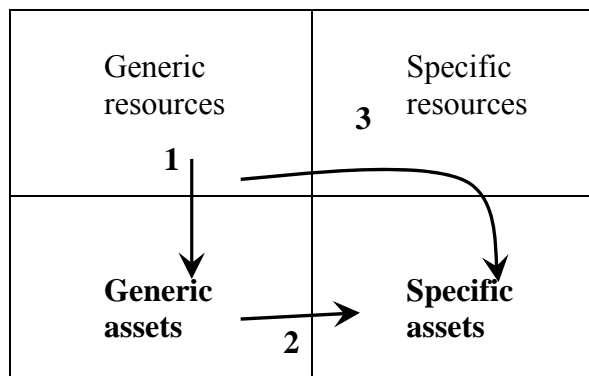 Generic
resources
Specific
resources
3
1
Generic
assets
Specific
assets
2